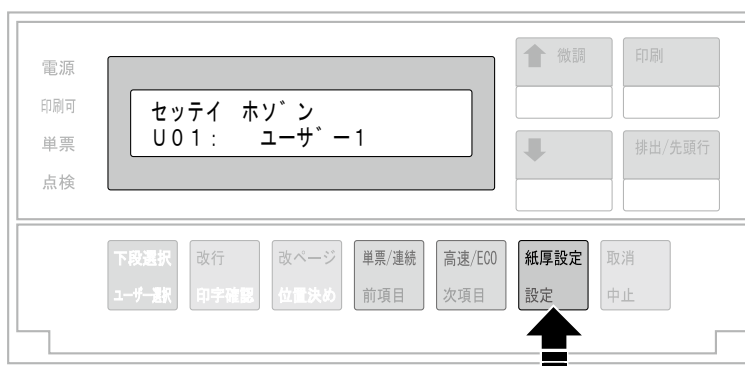 電源
印刷可
単票
点検
セッテイ ホゾン
U01: ユーザー1
微調
印刷
排出/先頭行
下段選択
ユーザー選択
改行
印字確認
改ページ
位置決め
単票/連続
前項目
高速/ECO
次項目
紙厚設定
設定
取消
中止